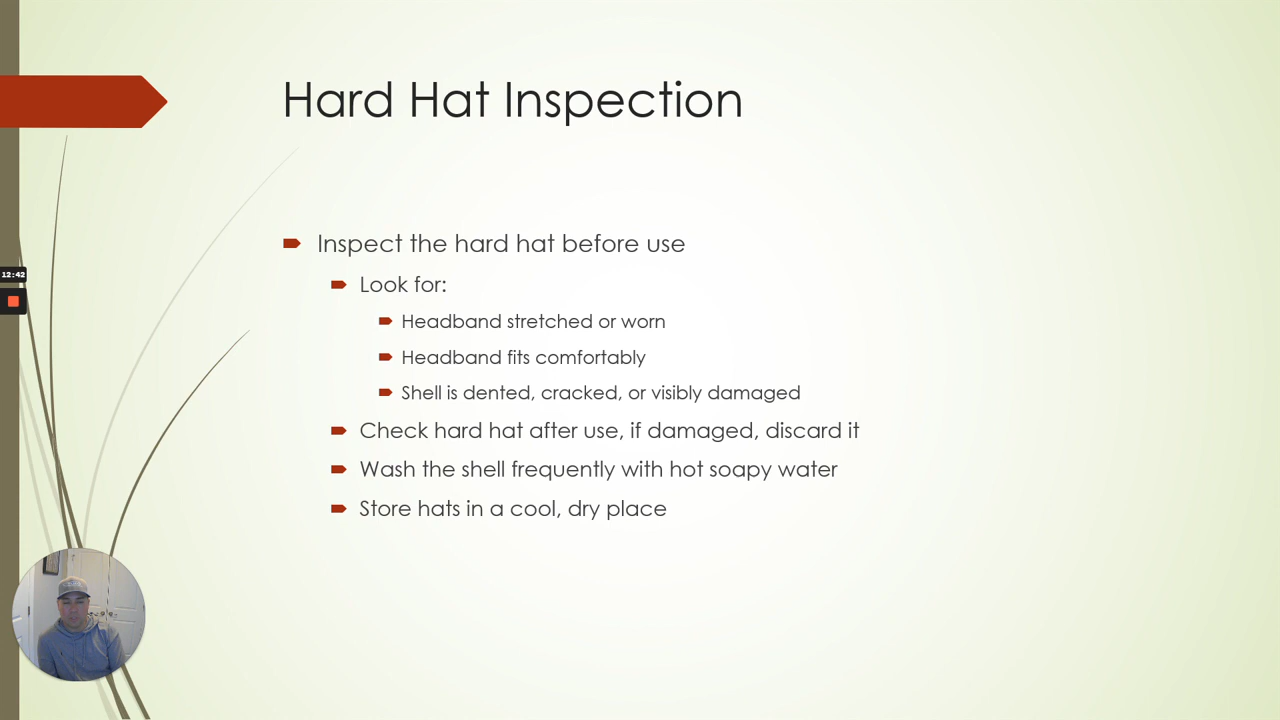 Hard Hat Inspection
Inspect the hard hat before use
Look for:
12:42
Headband stretched or worn
Headband fits comfortably
Shell is dented, cracked, or visibly damaged
Check hard hat after use, if damaged, discard it
Wash the shell frequently with hot soapy water
Store hats in a cool, dry place